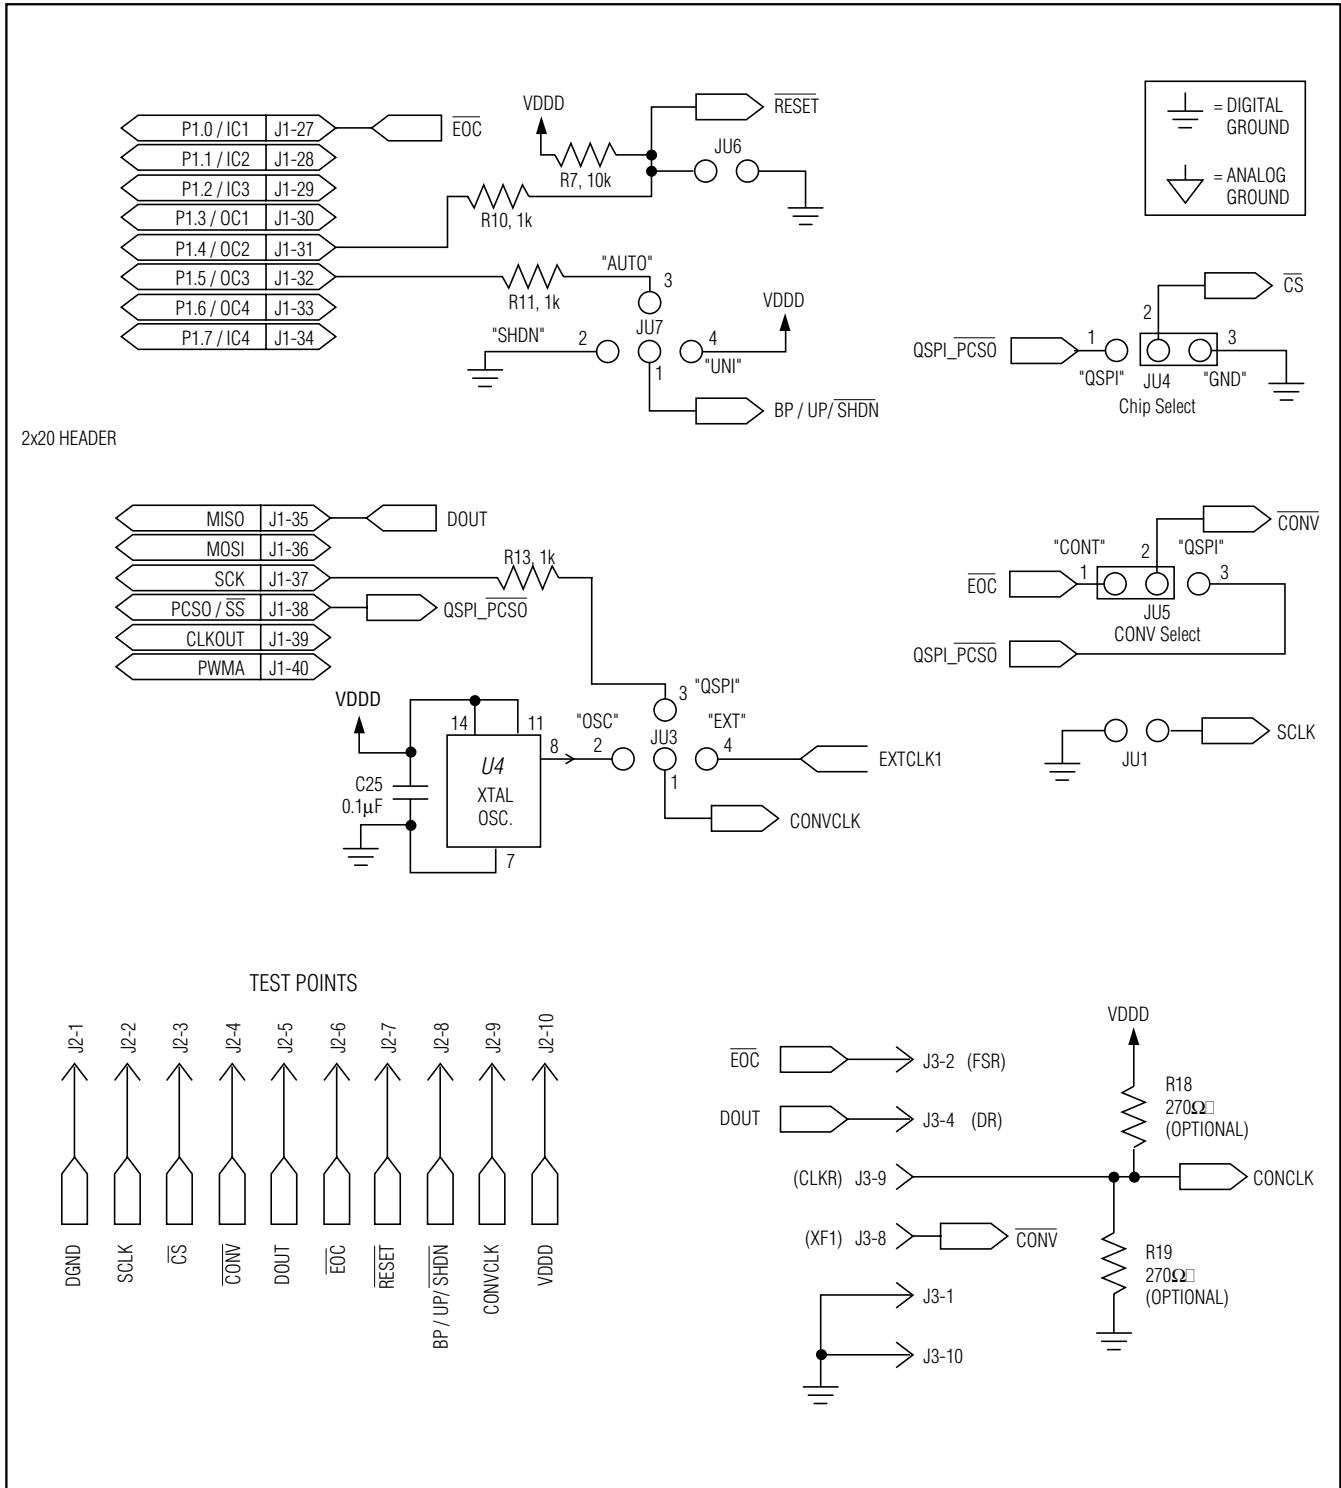 VDDD
RESET
= DIGITAL
GROUND
= ANALOG
GROUND
P1.0 / IC1 J1-27 EOC
P1.1 / IC2 J1-28
P1.2 / IC3 J1-29
P1.3 / OC1 J1-30
P1.4 / OC2 J1-31
P1.5 / OC3 J1-32
P1.6 / OC4 J1-33
P1.7 / IC4 J1-34
R7, 10k
JU6
R10, 1k
"AUTO"
3
R11, 1k
VDDD
"SHDN" 2 JU7 4
1 "UNI"
BP / UP/ SHDN
CS
2
QSPI_PCSO 1 3
"QSPI" JU4 "GND"
Chip Select
2x20 HEADER
MISO J1-35 DOUT
MOSI J1-36
SCK J1-37
PCSO / SS J1-38 QSPI_PCSO
CLKOUT J1-39
PWMA J1-40
R13, 1k
CONV
"CONT" 2 "QSPI"
EOC 1 3
JU5
CONV Select
QSPI_PCSO
VDDD
14 11
U4
XTAL
OSC.
8
7
C25
0.1µF
3 "QSPI"
"OSC" "EXT"
2 JU3 4
1
EXTCLK1
CONVCLK
SCLK
JU1
TEST POINTS
J2-1
J2-2
J2-3
J2-4
J2-5
J2-6
J2-7
J2-8
J2-9
J2-10
DGND
SCLK
CS
CONV
DOUT
EOC
RESET
BP / UP/ SHDN
CONVCLK
VDDD
EOC J3-2 (FSR)
DOUT J3-4 (DR)
(CLKR) J3-9
(XF1) J3-8 CONV
J3-1
J3-10
VDDD
R18
270Ω□
(OPTIONAL)
CONCLK
R19
270Ω□
(OPTIONAL)